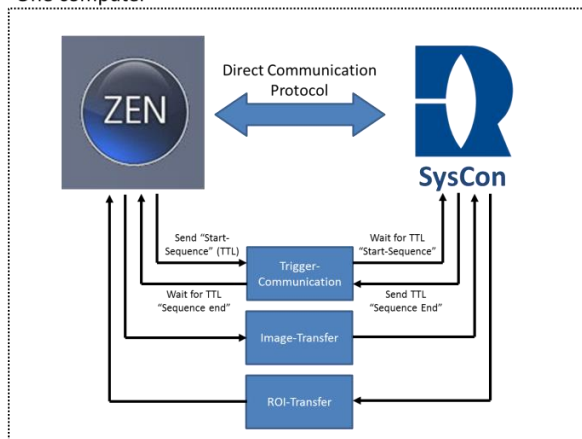 One computer
Direct Communication
Protocol
ZEN
SysCon
Send “Start-
Sequence” (TTL)
Wait for TTL
“Start-Sequence”
Trigger-
Communication
Wait for TTL
“Sequence end”
Send TTL
“Sequence End”
Image-Transfer
ROI-Transfer